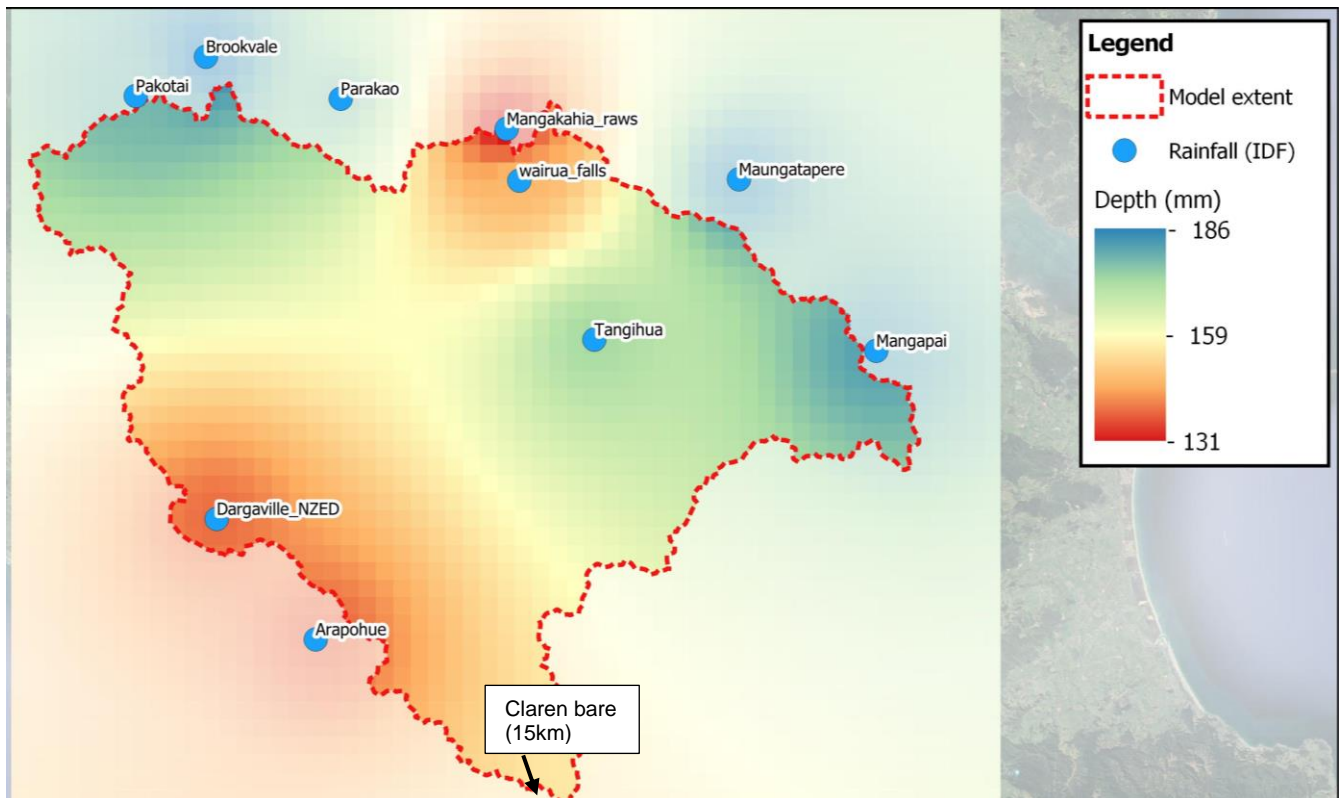 Brookvale
Pakotai
Parakao
Mangakahia_raws
wairua_falls
Maungatapere
Tangihua
Mangapai
Dargaville_NZED
Arapohue
Claren bare
(15km)
Legend
Model extent
Rainfall (IDF)
Depth (mm)
- 186
- 159
- 131